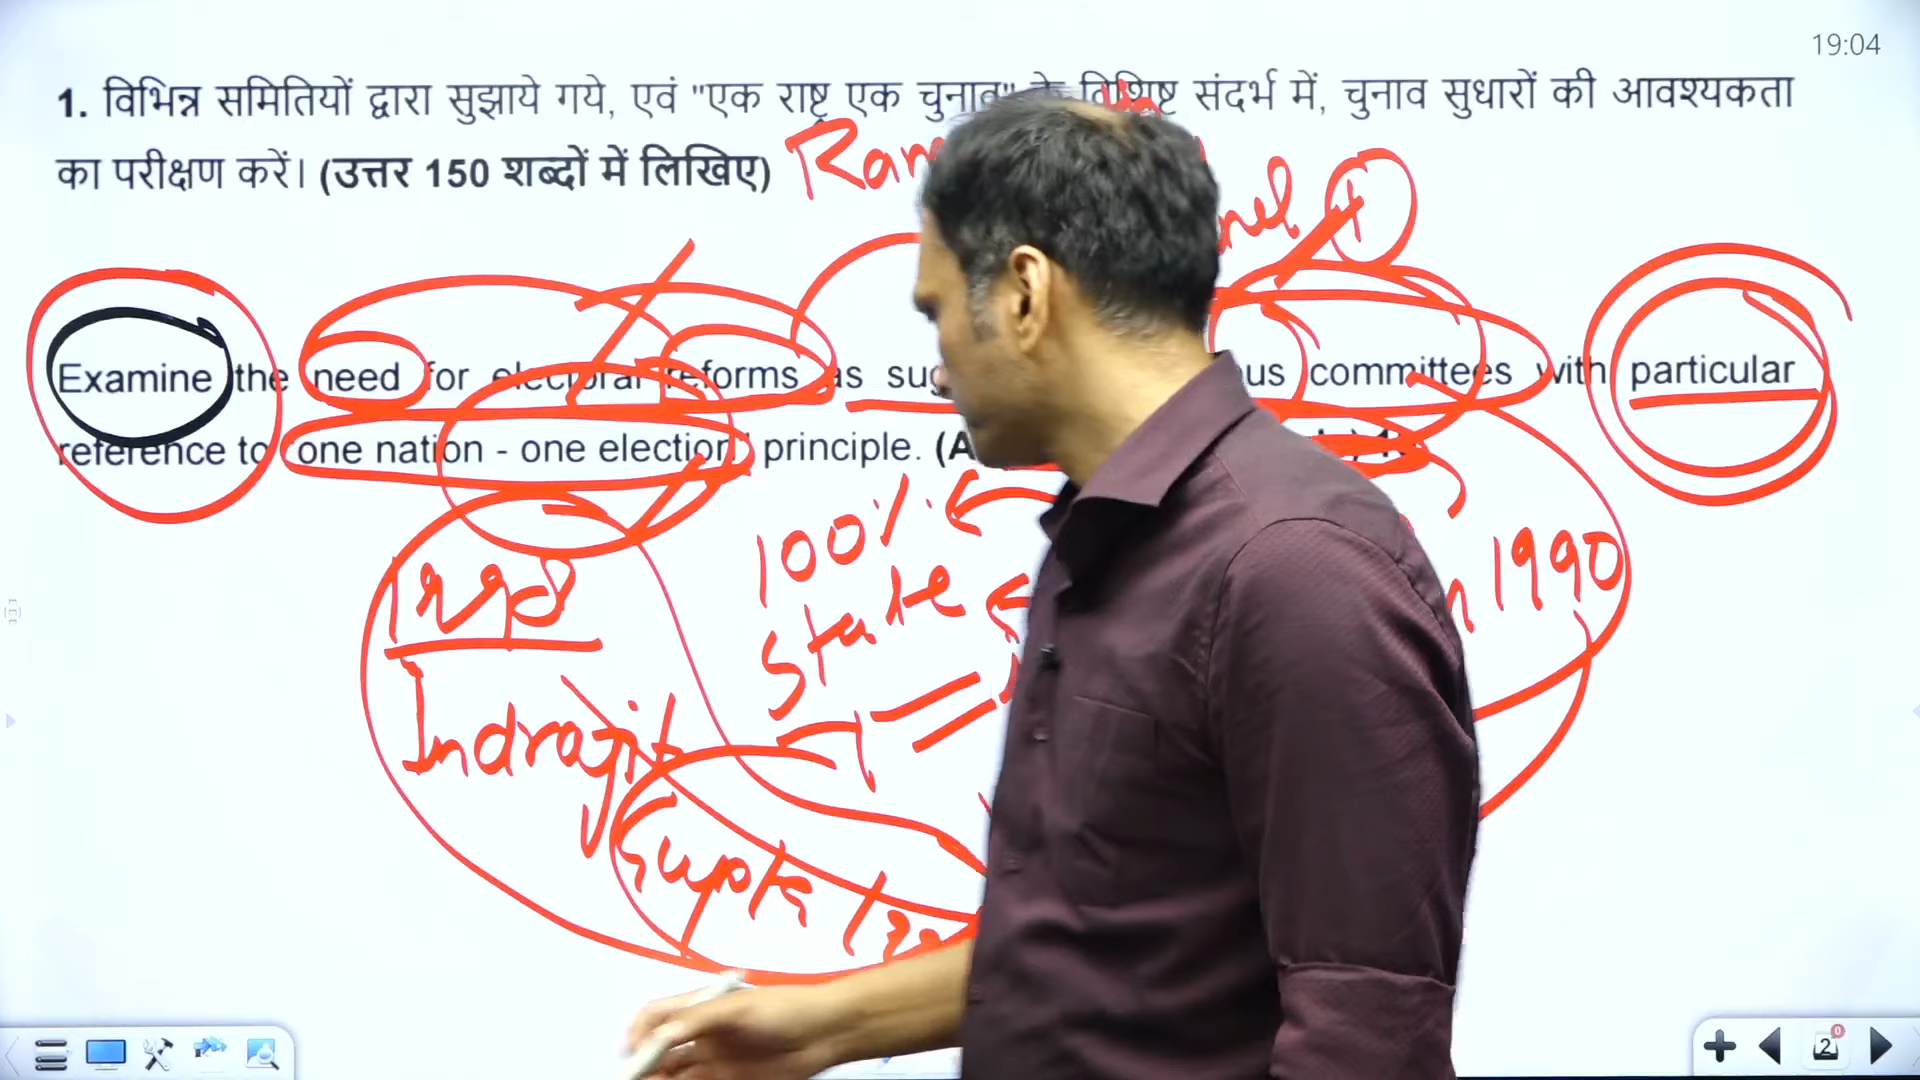 19:04
1. विभिन्न समितियों द्वारा सुझाये गये, एवं "एक राष्ट्र एक चुनाव" के विशिष्ट संदर्भ में, चुनाव सुधारों की आवश्यकता
का परीक्षण करें। (उत्तर 150 शब्दों में लिखिए)
Examine the need for electoral reforms as committees with particular
reference to one nation - one election principle.
100%
State
1990
Indrajit
Gupta
2